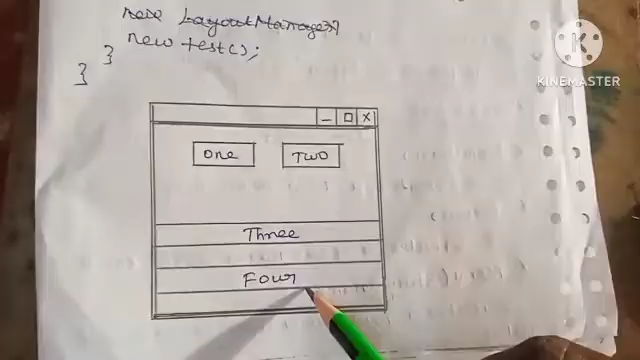 new LayoutManager
new test();
}
}
- □ x
one
Two
Three
Four
K
KINEMASTER